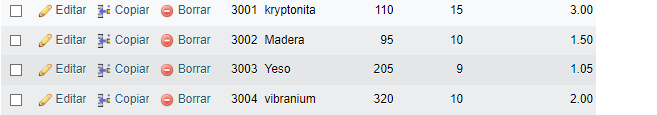 Editar Copiar Borrar 3001 kryptonita 110 15 3.00
Editar Copiar Borrar 3002 Madera 95 10 1.50
Editar Copiar Borrar 3003 Yeso 205 9 1.05
Editar Copiar Borrar 3004 vibranium 320 10 2.00